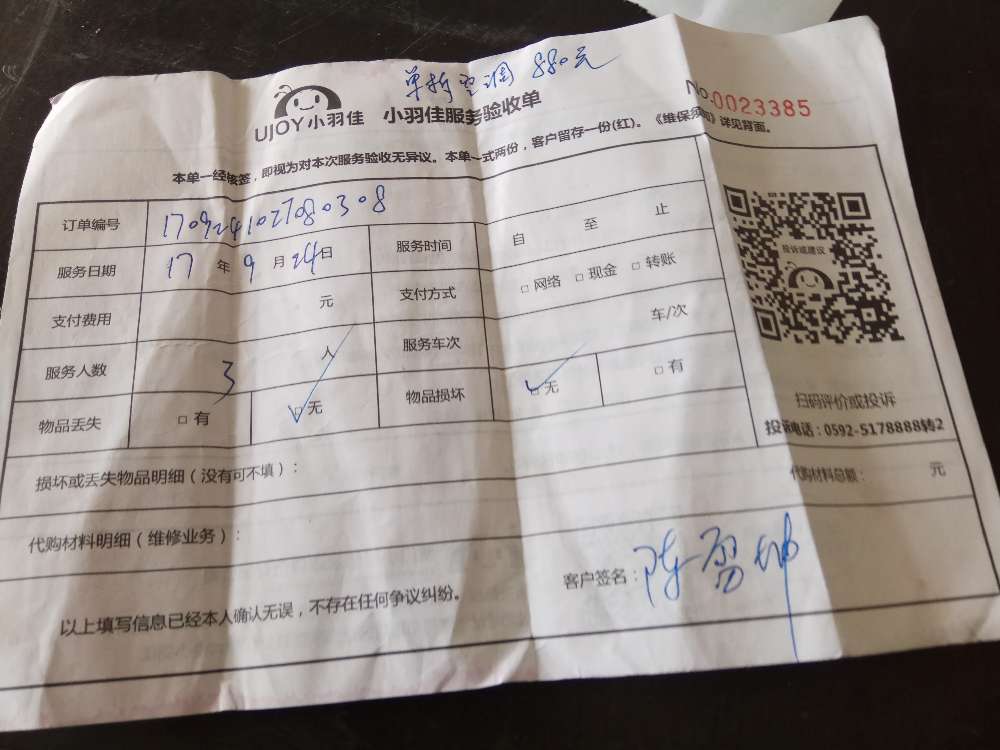 单拆空调 880元
UJOY小羽佳 小羽佳服务验收单
No.0023385
本单一经核签，即视为对本次服务验收无异议。本单一式两份，客户留存一份(红)。《维保须知》详见背面。
订单编号 1709241027080308
服务日期 17年9月24日 服务时间 自 至 止
支付费用 元 支付方式 □ 网络 □ 现金 □ 转账
服务人数 3 人 服务车次 车/次
物品丢失 □ 有 □ 无 物品损坏 □ 无 □ 有
投诉或建议
扫码评价或投诉
投诉电话：0592-5178888转2
损坏或丢失物品明细（没有可不填）：
代购材料明细（维修业务）： 代购材料总额： 元
以上填写信息已经本人确认无误，不存在任何争议纠纷。
客户签名：陈